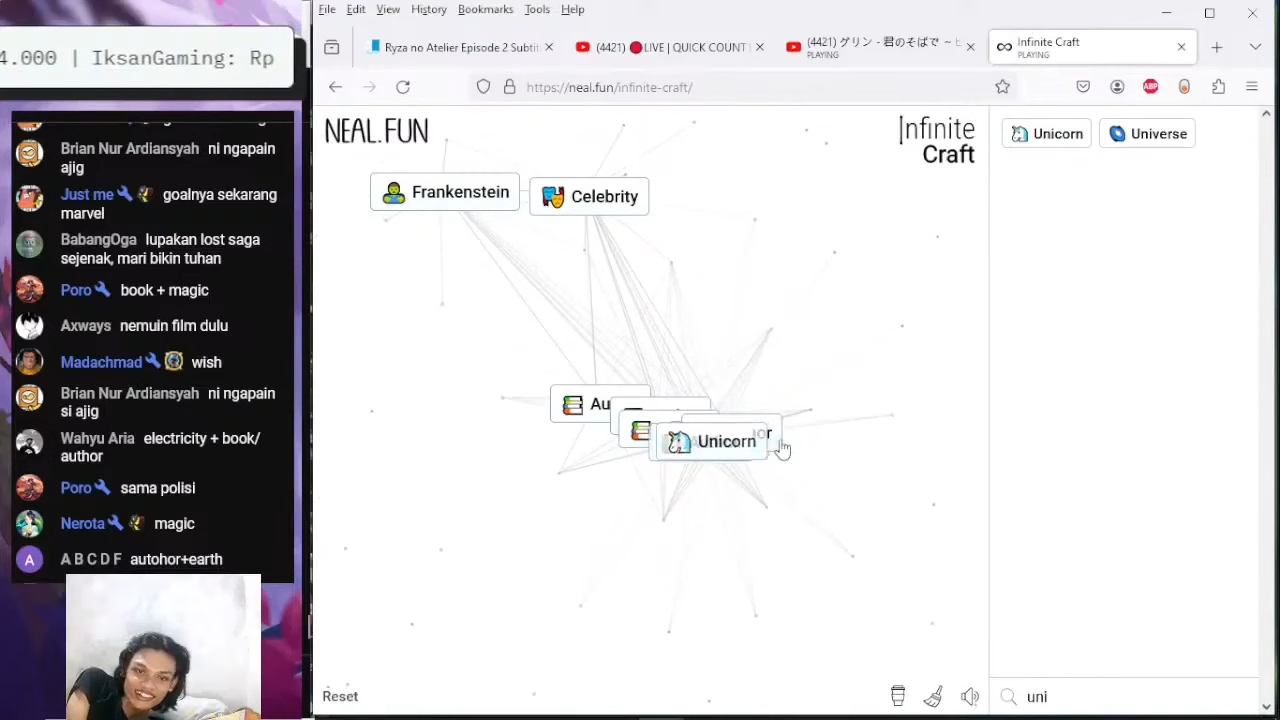 4.000 | IksanGaming: Rp
Brian Nur Ardiansyah ni ngapain
ajig
Just me goalnya sekarang
marvel
BabangOga lupakan lost saga
sejenak, mari bikin tuhan
Poro book + magic
Axways nemuin film dulu
Madachmad wish
Brian Nur Ardiansyah ni ngapain
si ajig
Wahyu Aria electricity + book/
author
Poro sama polisi
Nerota magic
A
A B C D F autohor+earth
File Edit View History Bookmarks Tools Help
Ryza no Atelier Episode 2 Subtit
(4421) LIVE | QUICK COUNT
(4421) グリン - 君のそばで ~ ヒ
PLAYING
Infinite Craft
PLAYING
https://neal.fun/infinite-craft/
ABP
NEAL.FUN
Infinite
Craft
Unicorn
Universe
Frankenstein
Celebrity
Au
Unicorn
or
Reset
uni